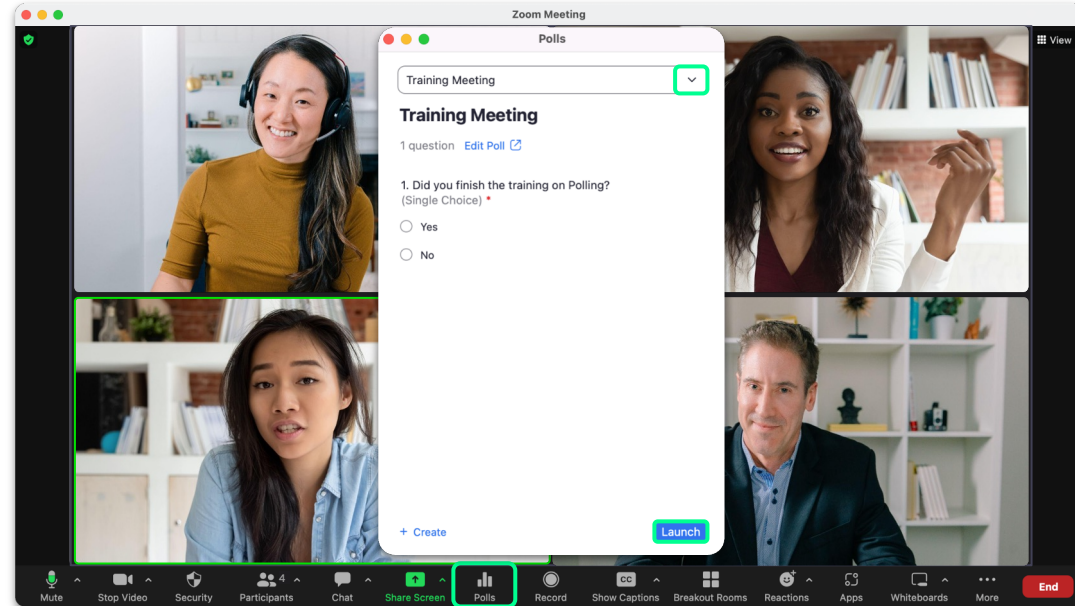 Zoom Meeting
View
Polls
Training Meeting
Training Meeting
1 question Edit Poll
1. Did you finish the training on Polling?
(Single Choice) *
Yes
No
+ Create
Launch
4
CC
Mute
Stop Video
Security
Participants
Chat
Share Screen
Polls
Record
Show Captions
Breakout Rooms
Reactions
Apps
Whiteboards
More
End